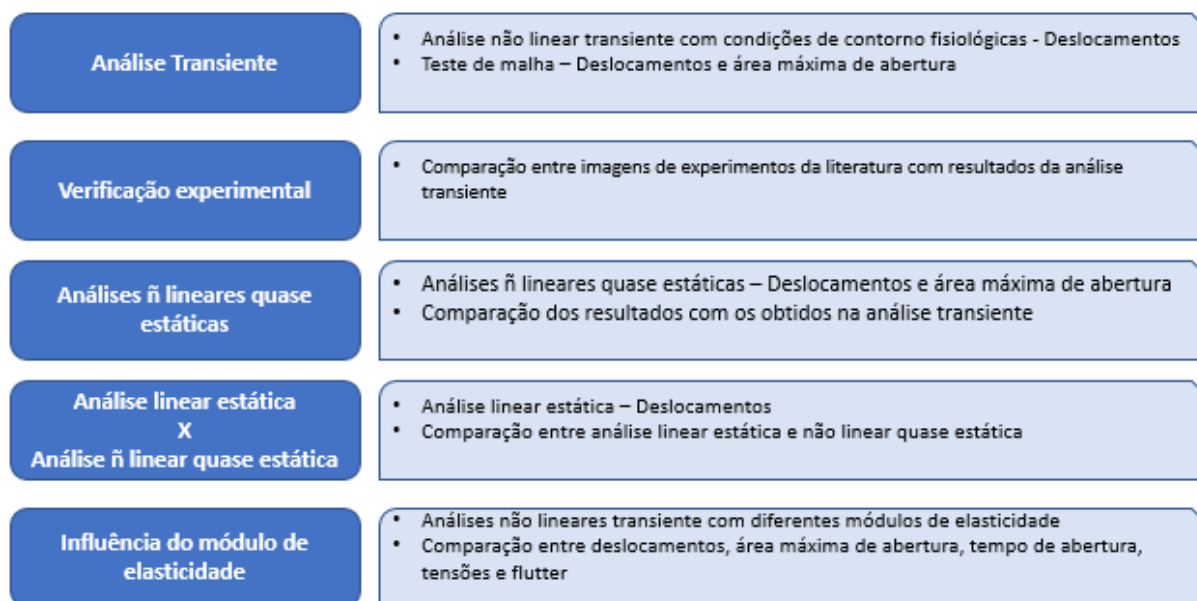 Análise Transiente
• Análise não linear transiente com condições de contorno fisiológicas - Deslocamentos
• Teste de malha – Deslocamentos e área máxima de abertura
Verificação experimental
• Comparação entre imagens de experimentos da literatura com resultados da análise
transiente
Análises ñ lineares quase
estáticas
• Análises ñ lineares quase estáticas – Deslocamentos e área máxima de abertura
• Comparação dos resultados com os obtidos na análise transiente
Análise linear estática
X
Análise ñ linear quase estática
• Análise linear estática – Deslocamentos
• Comparação entre análise linear estática e não linear quase estática
Influência do módulo de
elasticidade
• Análises não lineares transiente com diferentes módulos de elasticidade
• Comparação entre deslocamentos, área máxima de abertura, tempo de abertura,
tensões e flutter